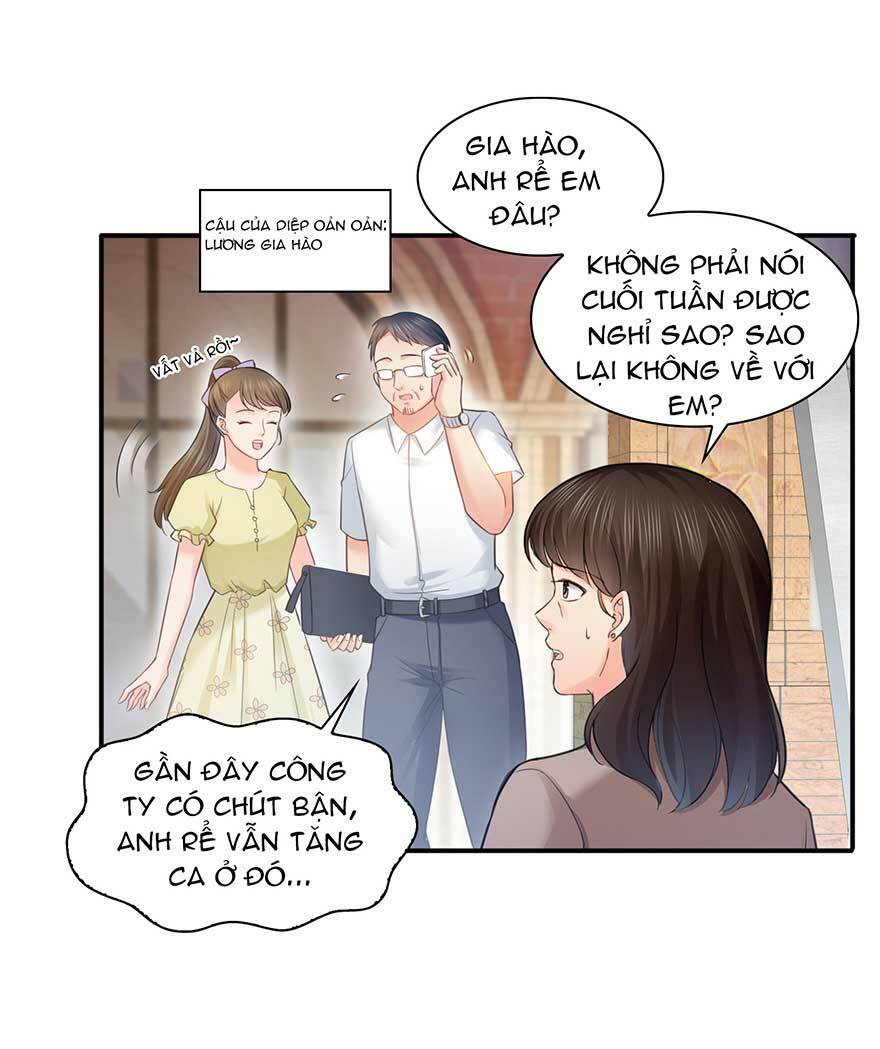 GIA HÀO,
ANH RỂ EM
ĐÂU?
KHÔNG PHẢI NÓI
CUỐI TUẦN ĐƯỢC
NGHỈ SAO? SAO
LẠI KHÔNG VỀ VỚI
EM?
CẬU CỦA DIỆP OẢN OẢN:
LƯƠNG GIA HÀO
VẤT VẢ RỒI~
GẦN ĐÂY CÔNG
TY CÓ CHÚT BẬN,
ANH RỂ VẪN TĂNG
CA Ở ĐÓ...